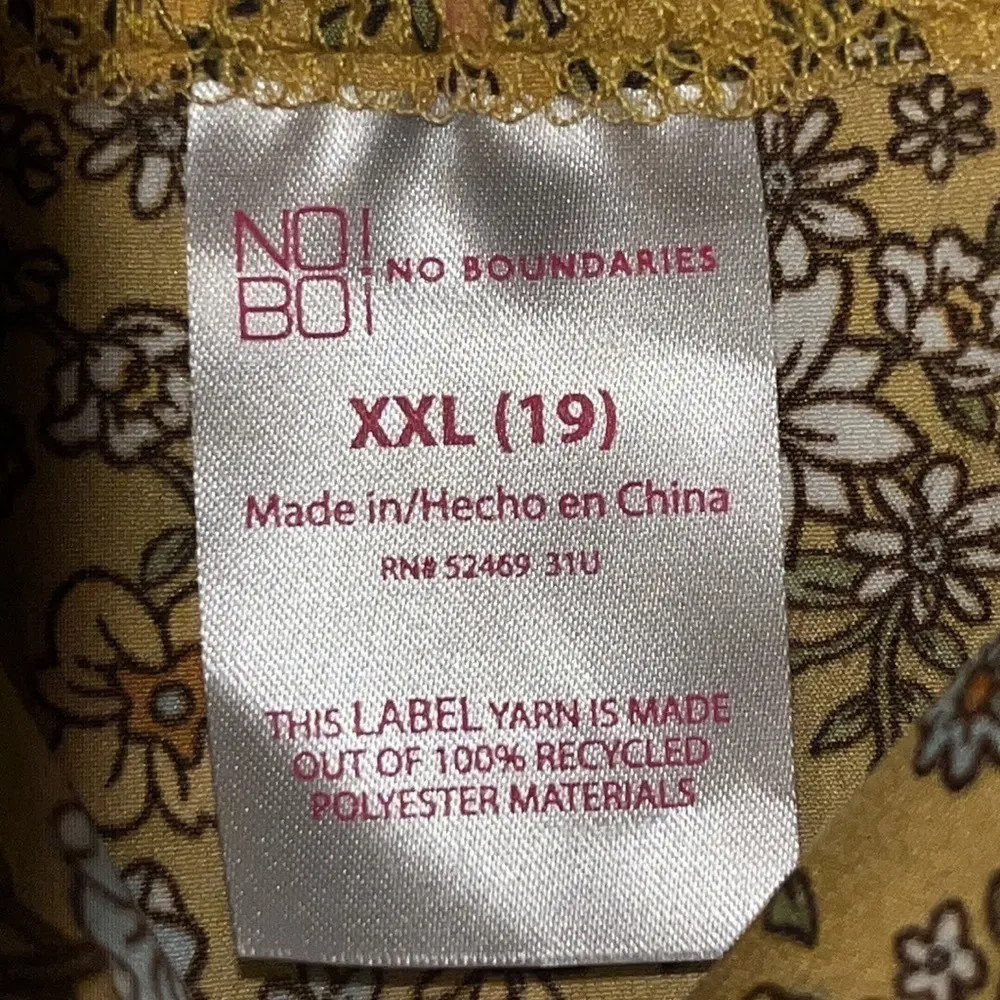 NO!
BO!
NO BOUNDARIES
XXL (19)
Made in/Hecho en China
RN# 52469 31U
THIS LABEL YARN IS MADE
OUT OF 100% RECYCLED
POLYESTER MATERIALS